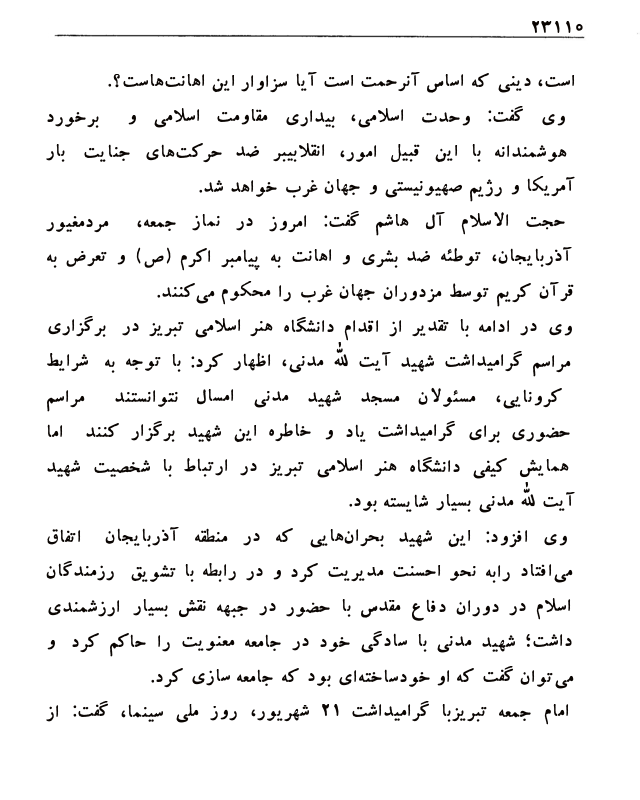 ۲۳۱۱۰
است، دینی که اساس آنرحمت است آیا سزاوار این اهانت‌هاست؟.
وی گفت: وحدت اسلامی، بیداری مقاومت اسلامی و برخورد
هوشمندانه با این قبیل امور، انقلابیبر ضد حرکت‌های جنایت بار
آمریکا و رژیم صهیونیستی و جهان غرب خواهد شد.
حجت الاسلام آل هاشم گفت: امروز در نماز جمعه، مردمغیور
آذربایجان، توطئه ضد بشری و اهانت به پیامبر اکرم (ص) و تعرض به
قرآن کریم توسط مزدوران جهان غرب را محکوم می‌کنند.
وی در ادامه با تقدیر از اقدام دانشگاه هنر اسلامی تبریز در برگزاری
مراسم گرامیداشت شهید آیت لله مدنی، اظهار کرد: با توجه به شرایط
کرونایی، مسئولان مسجد شهید مدنی امسال نتوانستند مراسم
حضوری برای گرامیداشت یاد و خاطره این شهید برگزار کنند اما
همایش کیفی دانشگاه هنر اسلامی تبریز در ارتباط با شخصیت شهید
آیت لله مدنی بسیار شایسته بود.
وی افزود: این شهید بحران‌هایی که در منطقه آذربایجان اتفاق
می‌افتاد رابه نحو احسنت مدیریت کرد و در رابطه با تشویق رزمندگان
اسلام در دوران دفاع مقدس با حضور در جبهه نقش بسیار ارزشمندی
داشت؛ شهید مدنی با سادگی خود در جامعه معنویت را حاکم کرد و
می‌توان گفت که او خودساخته‌ای بود که جامعه سازی کرد.
امام جمعه تبریزبا گرامیداشت ۲۱ شهریور، روز ملی سینما، گفت: از